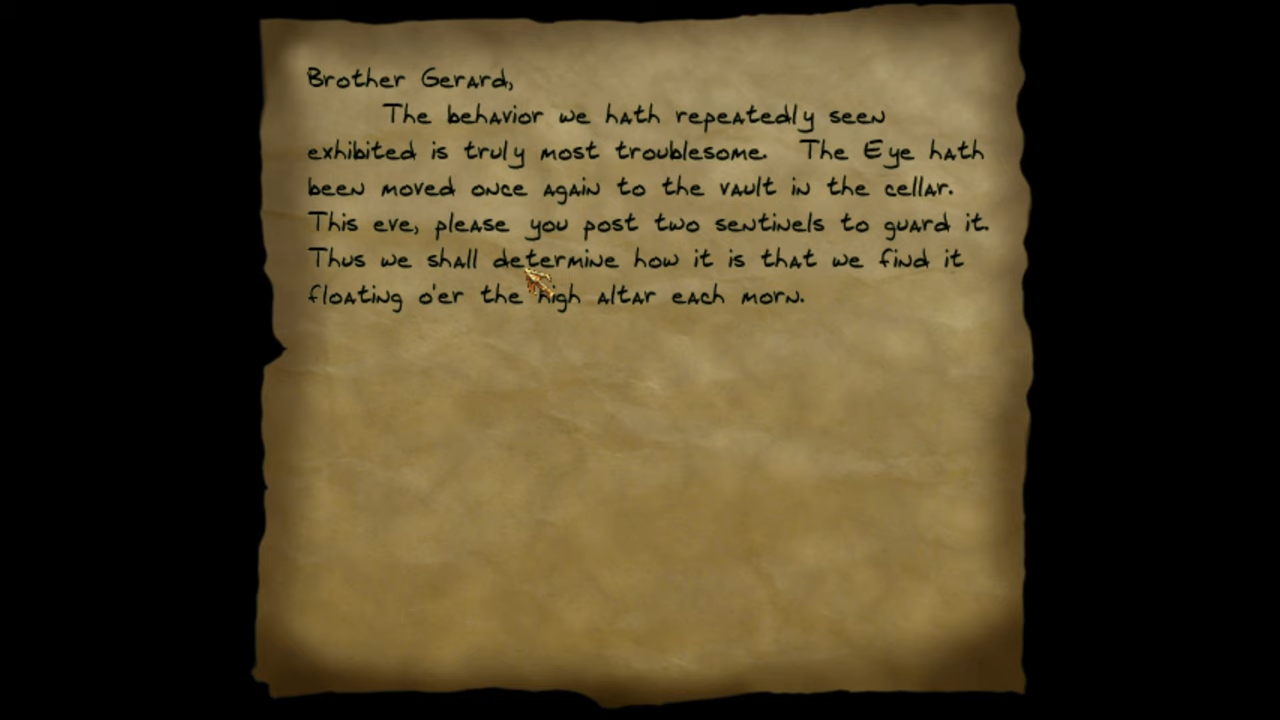 Brother Gerard,
The behavior we hath repeatedly seen
exhibited is truly most troublesome. The Eye hath
been moved once again to the vault in the cellar.
This eve, please you post two sentinels to guard it.
Thus we shall determine how it is that we find it
floating o'er the high altar each morn.